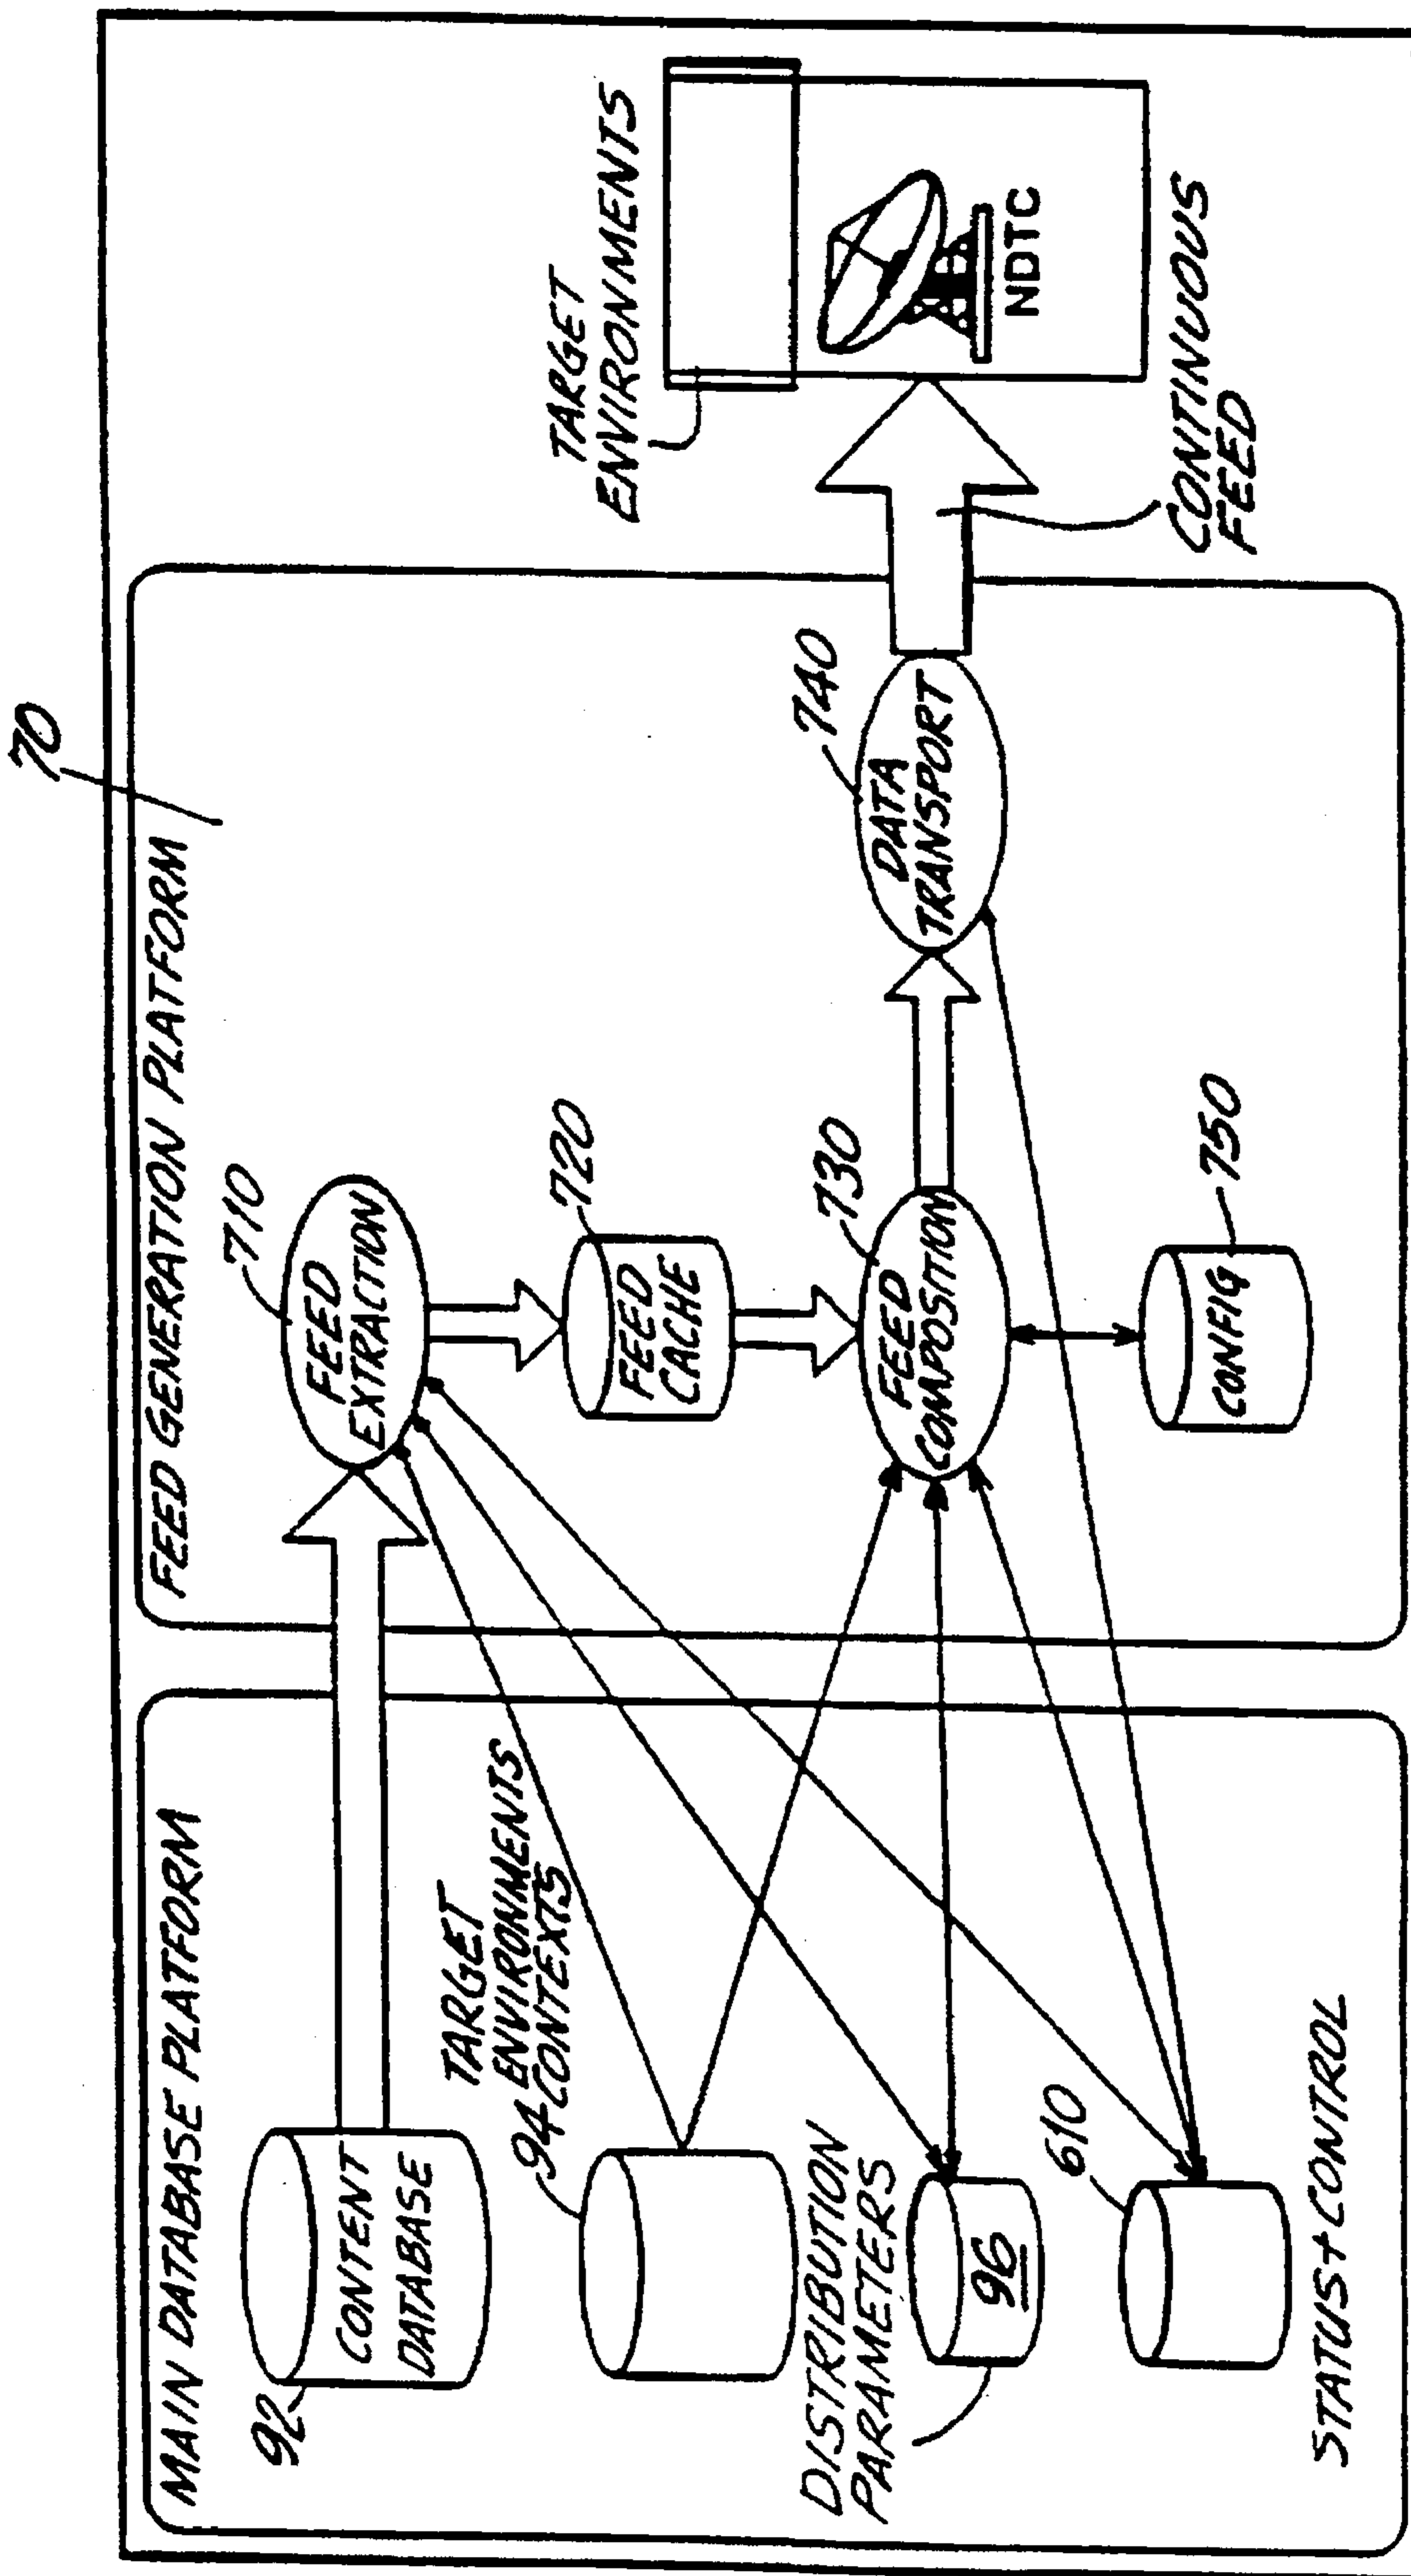 70
MAIN DATABASE PLATFORM
92
CONTENT
DATABASE
TARGET
ENVIRONMENTS
CONTEXTS
94
DISTRIBUTION
PARAMETERS
96
610
STATUS + CONTROL
FEED GENERATION PLATFORM
710
FEED
EXTRACTION
720
FEED
CACHE
730
FEED
COMPOSITION
740
DATA
TRANSPORT
750
CONFIG
TARGET
ENVIRONMENTS
NDTC
CONTINUOUS
FEED